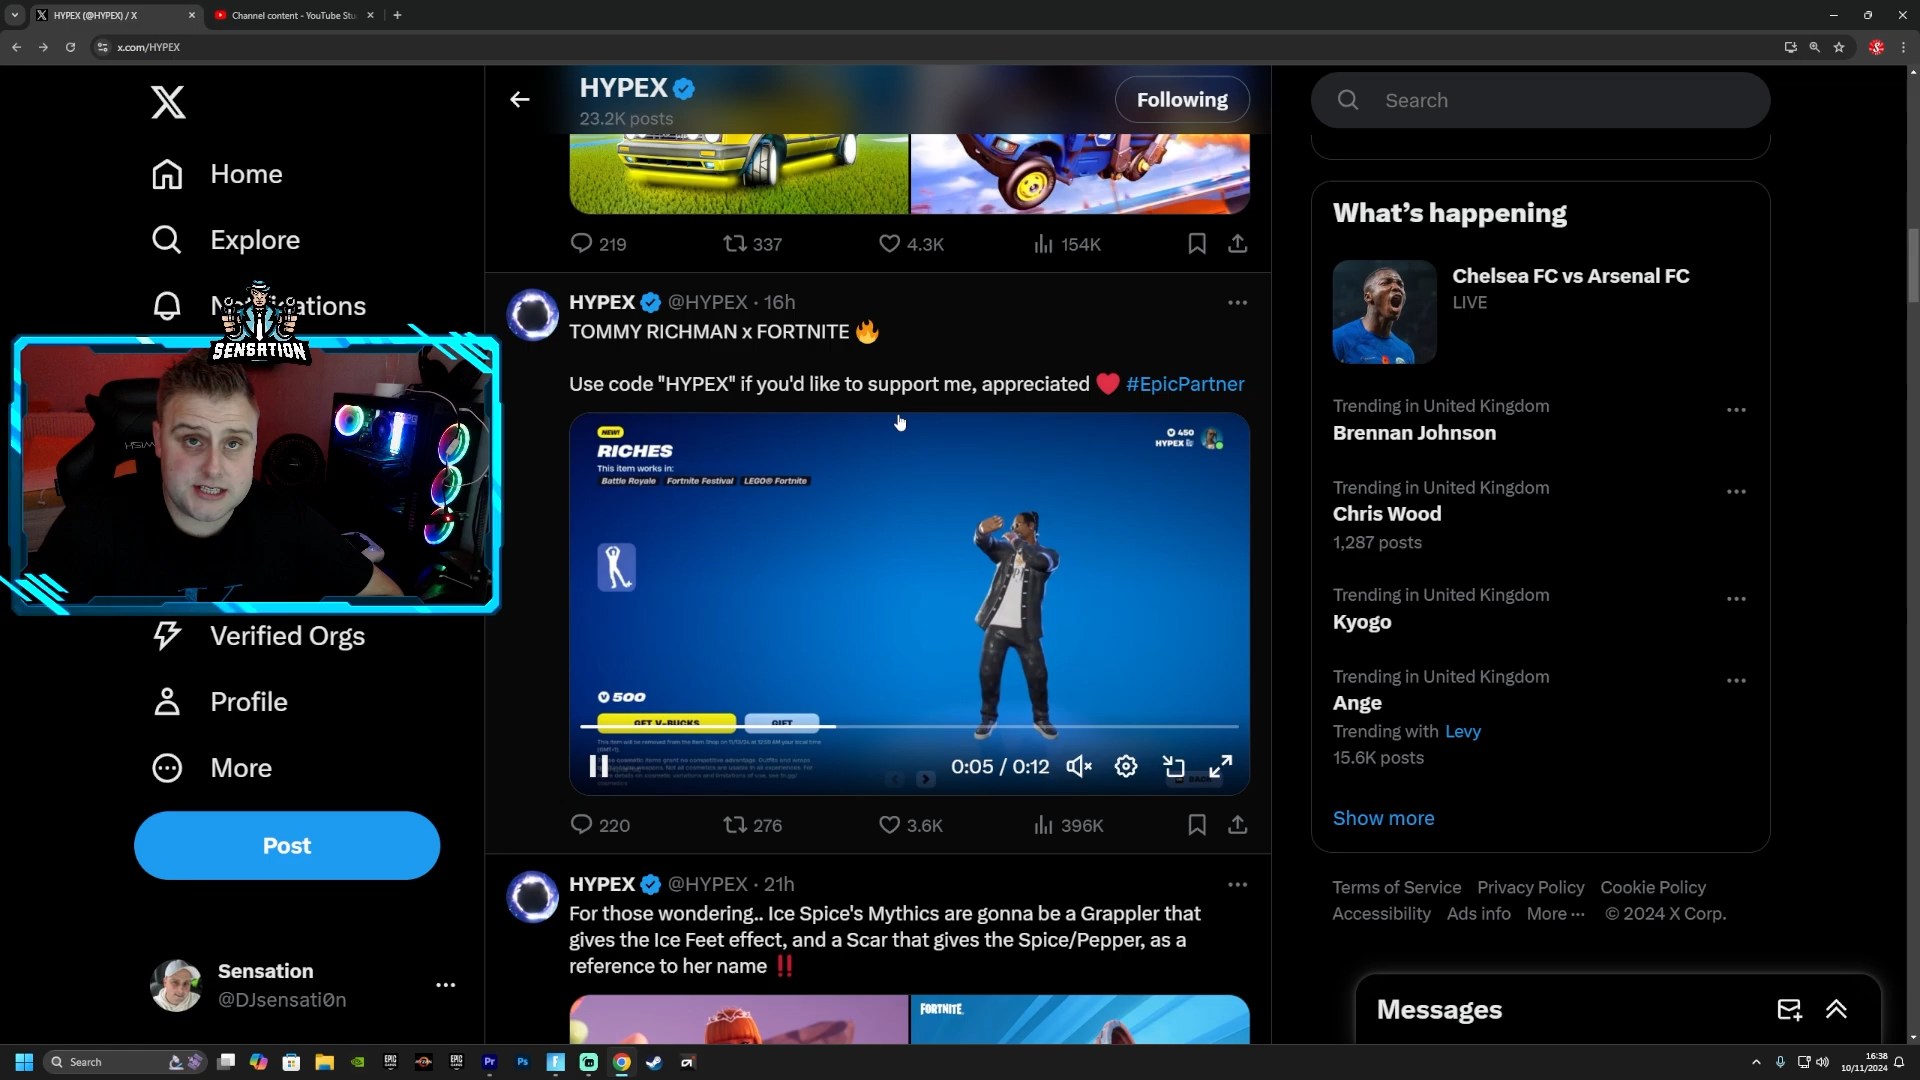 HYPEX (@HYPEX) / X
Channel content - YouTube Stu
x.com/HYPEX
HYPEX
23.2K posts
Following
Search
Home
Explore
Notifications
Verified Orgs
Profile
More
Post
Sensation
@DJsensati0n
SENSATION
219
337
4.3K
154K
HYPEX @HYPEX · 16h
TOMMY RICHMAN x FORTNITE 🔥
Use code "HYPEX" if you'd like to support me, appreciated ❤️ #EpicPartner
NEW!
RICHES
This item works in:
Battle Royale Fortnite Festival LEGO® Fortnite
450
HYPEX
500
GET V-BUCKS
GIFT
0:05 / 0:12
BACK
220
276
3.6K
396K
HYPEX @HYPEX · 21h
For those wondering.. Ice Spice's Mythics are gonna be a Grappler that
gives the Ice Feet effect, and a Scar that gives the Spice/Pepper, as a
reference to her name ‼️
FORTNITE
What's happening
Chelsea FC vs Arsenal FC
LIVE
Trending in United Kingdom
Brennan Johnson
Trending in United Kingdom
Chris Wood
1,287 posts
Trending in United Kingdom
Kyogo
Trending in United Kingdom
Ange
Trending with Levy
15.6K posts
Show more
Terms of Service Privacy Policy Cookie Policy
Accessibility Ads info More ··· © 2024 X Corp.
Messages
Search
16:38
10/11/2024